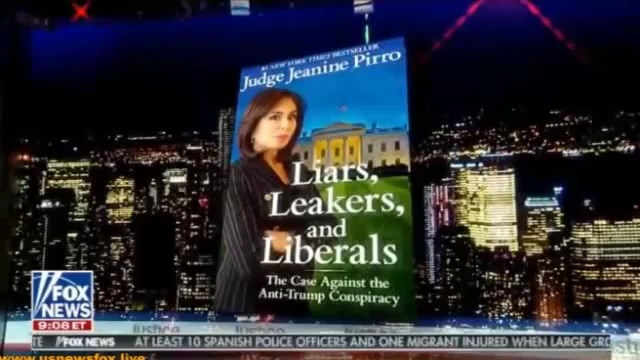 #1 NEW YORK TIMES BESTSELLER
Judge Jeanine Pirro
Liars,
Leakers,
and
Liberals
The Case Against the
Anti-Trump Conspiracy
FOX
NEWS
9:08 ET
Justice
TE FOX NEWS AT LEAST 10 SPANISH POLICE OFFICERS AND ONE MIGRANT INJURED WHEN LARGE GRO
www.usnewsfox.live